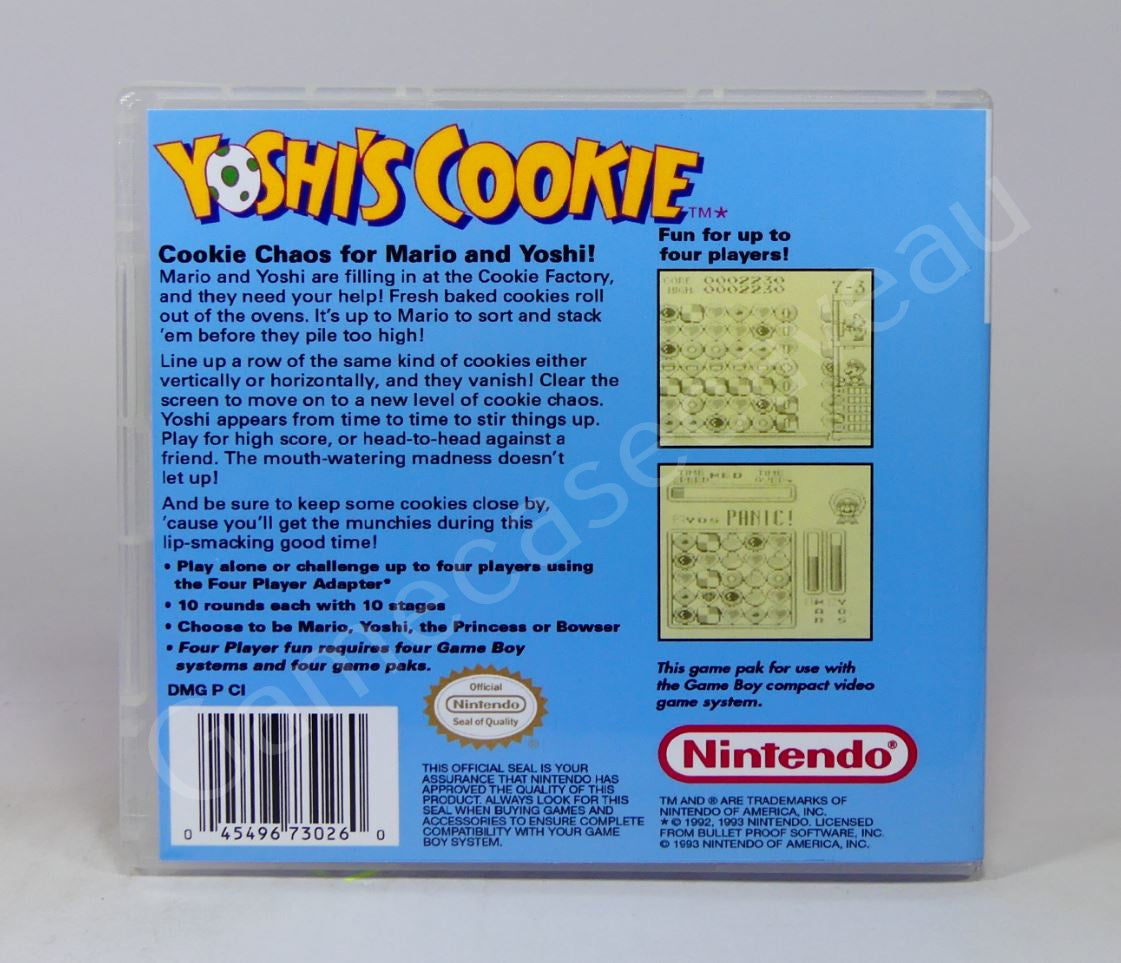 YOSHI'S COOKIE
TM★
Cookie Chaos for Mario and Yoshi!
Mario and Yoshi are filling in at the Cookie Factory,
and they need your help! Fresh baked cookies roll
out of the ovens. It's up to Mario to sort and stack
'em before they pile too high!
Line up a row of the same kind of cookies either
vertically or horizontally, and they vanish! Clear the
screen to move on to a new level of cookie chaos.
Yoshi appears from time to time to stir things up.
Play for high score, or head-to-head against a
friend. The mouth-watering madness doesn't
let up!
And be sure to keep some cookies close by,
'cause you'll get the munchies during this
lip-smacking good time!
• Play alone or challenge up to four players using
the Four Player Adapter*
• 10 rounds each with 10 stages
• Choose to be Mario, Yoshi, the Princess or Bowser
• Four Player fun requires four Game Boy
systems and four game paks.
DMG P CI
0 45496 73026 0
Official
Nintendo
Seal of Quality
®
THIS OFFICIAL SEAL IS YOUR
ASSURANCE THAT NINTENDO HAS
APPROVED THE QUALITY OF THIS
PRODUCT. ALWAYS LOOK FOR THIS
SEAL WHEN BUYING GAMES AND
ACCESSORIES TO ENSURE COMPLETE
COMPATIBILITY WITH YOUR GAME
BOY SYSTEM.
Fun for up to
four players!
0002230
HIGH 0002230
7-3
MED
PANIC!
This game pak for use with
the Game Boy compact video
game system.
Nintendo®
TM AND ® ARE TRADEMARKS OF
NINTENDO OF AMERICA, INC.
★ © 1992, 1993 NINTENDO. LICENSED
FROM BULLET PROOF SOFTWARE, INC.
© 1993 NINTENDO OF AMERICA, INC.